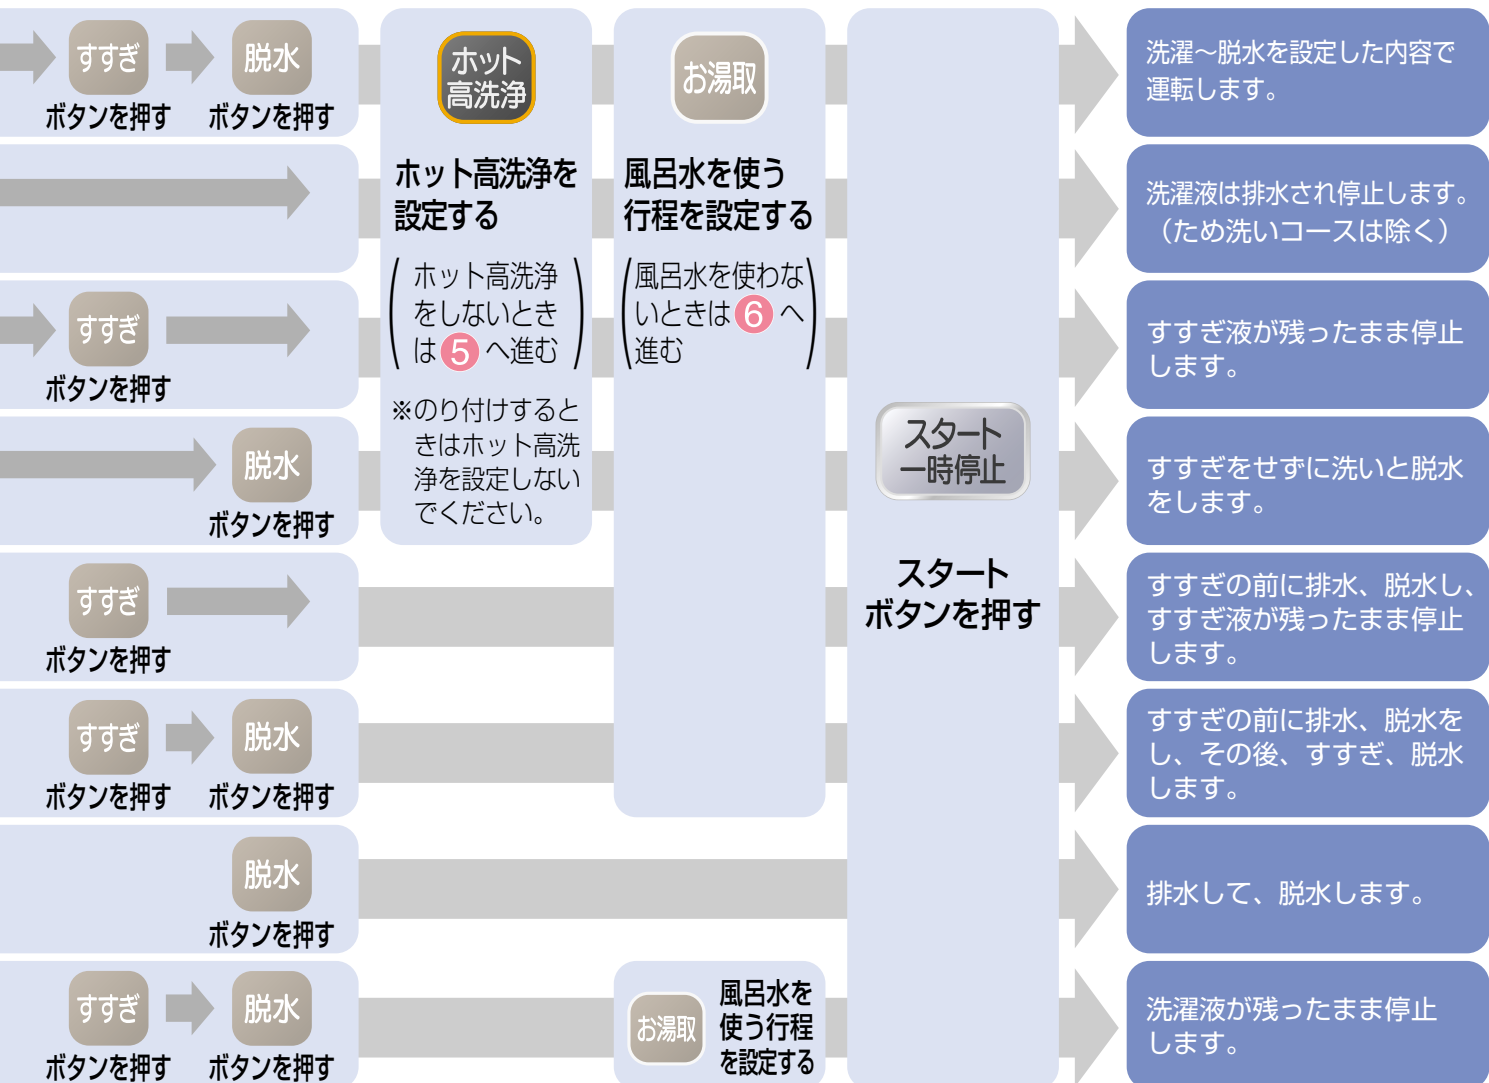 すすぎ
ボタンを押す
脱水
ボタンを押す
すすぎ
ボタンを押す
脱水
ボタンを押す
すすぎ
ボタンを押す
すすぎ
ボタンを押す
脱水
ボタンを押す
脱水
ボタンを押す
すすぎ
ボタンを押す
脱水
ボタンを押す
ホット
高洗浄
ホット高洗浄を
設定する
(ホット高洗浄
をしないとき
は5へ進む)
※のり付けすると
きはホット高洗
浄を設定しない
でください。
お湯取
風呂水を使う
行程を設定する
(風呂水を使わな
いときは6へ
進む)
お湯取
風呂水を
使う行程
を設定する
スタート
一時停止
スタート
ボタンを押す
洗濯～脱水を設定した内容で
運転します。
洗濯液は排水され停止します。
（ため洗いコースは除く）
すすぎ液が残ったまま停止
します。
すすぎをせずに洗いと脱水
をします。
すすぎの前に排水、脱水し、
すすぎ液が残ったまま停止
します。
すすぎの前に排水、脱水を
し、その後、すすぎ、脱水
します。
排水して、脱水します。
洗濯液が残ったまま停止
します。